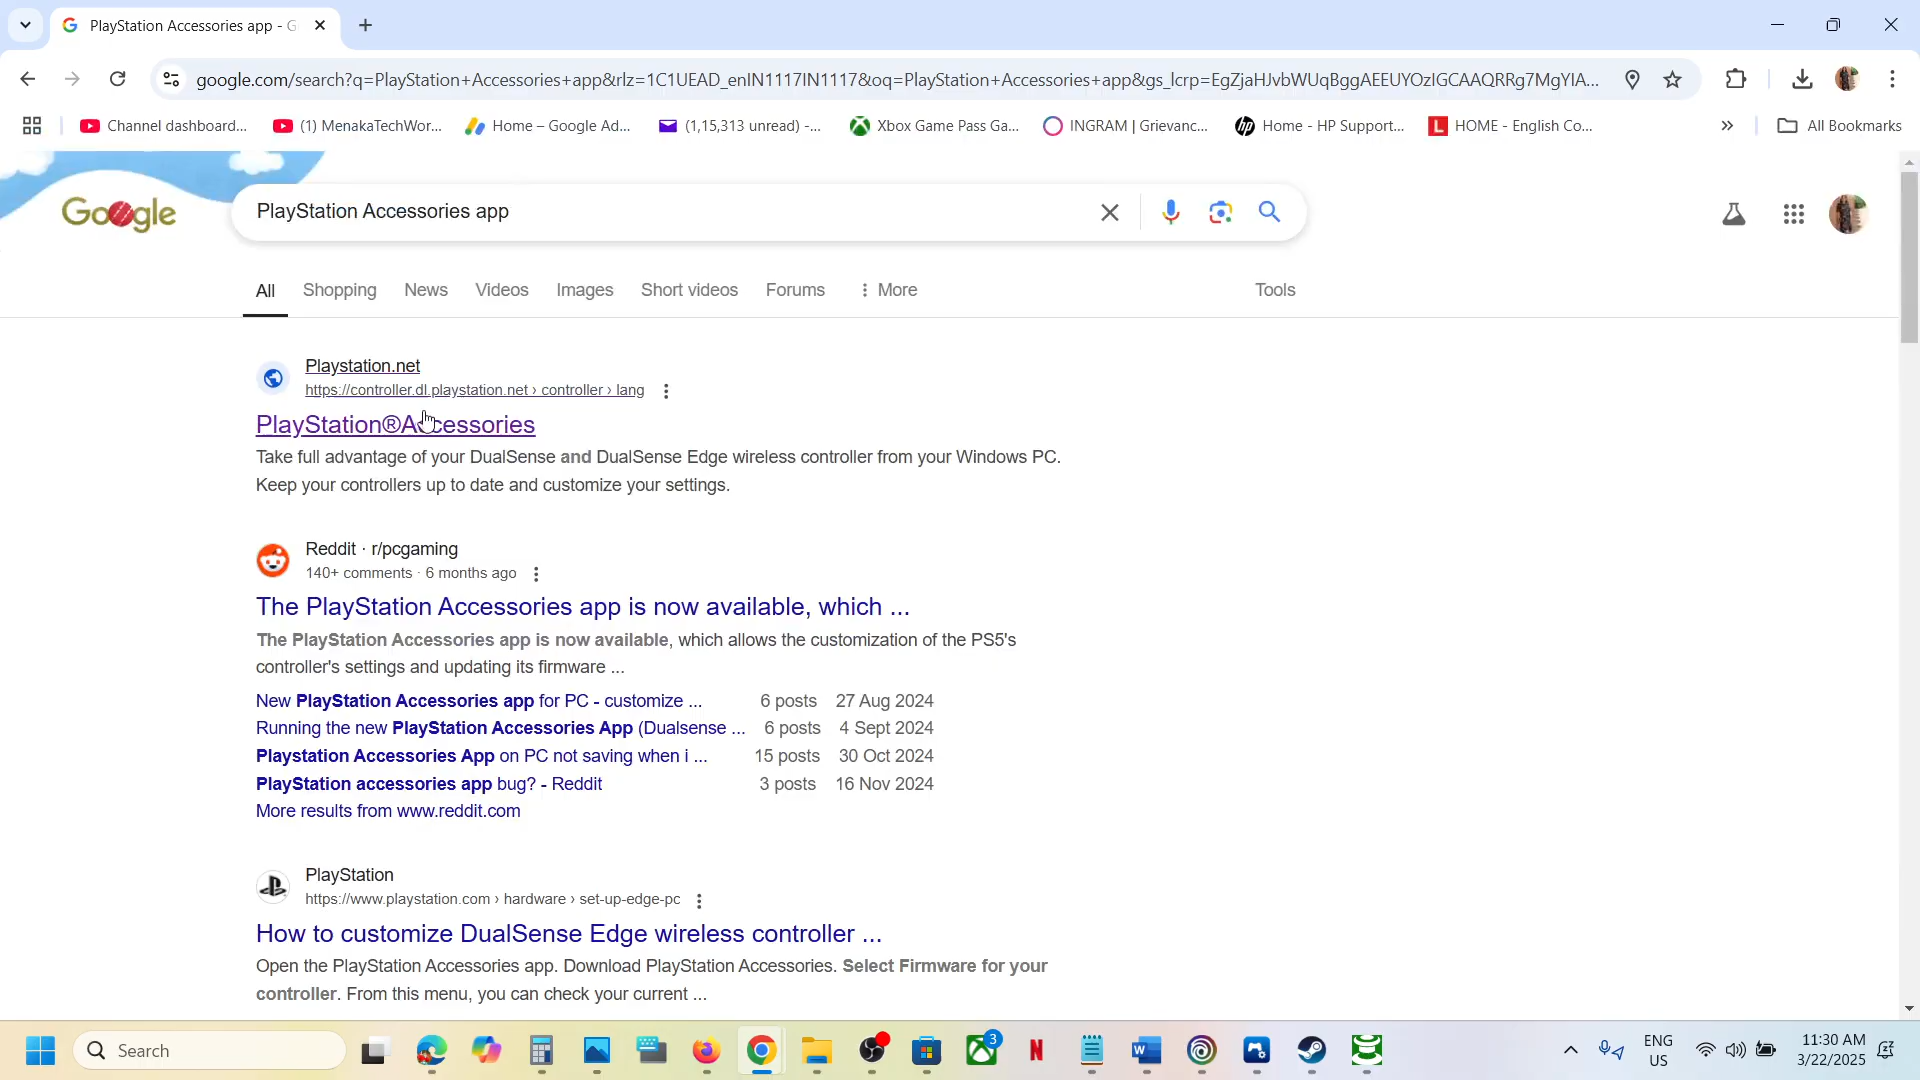 PlayStation Accessories app - G
google.com/search?q=PlayStation+Accessories+app&rlz=1C1UEAD_enIN1117IN1117&oq=PlayStation+Accessories+app&gs_lcrp=EgZjaHJvbWUqBggAEEUYOzIGCAAQRRg7MgYIA...
Channel dashboard...
(1) MenakaTechWor...
Home – Google Ad...
(1,15,313 unread) -...
Xbox Game Pass Ga...
INGRAM | Grievanc...
Home - HP Support...
HOME - English Co...
All Bookmarks
Google
PlayStation Accessories app
All
Shopping
News
Videos
Images
Short videos
Forums
More
Tools
Playstation.net
https://controller.dl.playstation.net › controller › lang
PlayStation®Accessories
Take full advantage of your DualSense and DualSense Edge wireless controller from your Windows PC.
Keep your controllers up to date and customize your settings.
Reddit · r/pcgaming
140+ comments · 6 months ago
The PlayStation Accessories app is now available, which ...
The PlayStation Accessories app is now available, which allows the customization of the PS5's
controller's settings and updating its firmware ...
New PlayStation Accessories app for PC - customize ... 6 posts 27 Aug 2024
Running the new PlayStation Accessories App (Dualsense ... 6 posts 4 Sept 2024
Playstation Accessories App on PC not saving when i ... 15 posts 30 Oct 2024
PlayStation accessories app bug? - Reddit 3 posts 16 Nov 2024
More results from www.reddit.com
PlayStation
https://www.playstation.com › hardware › set-up-edge-pc
How to customize DualSense Edge wireless controller ...
Open the PlayStation Accessories app. Download PlayStation Accessories. Select Firmware for your
controller. From this menu, you can check your current ...
Search
3
ENG
US
11:30 AM
3/22/2025